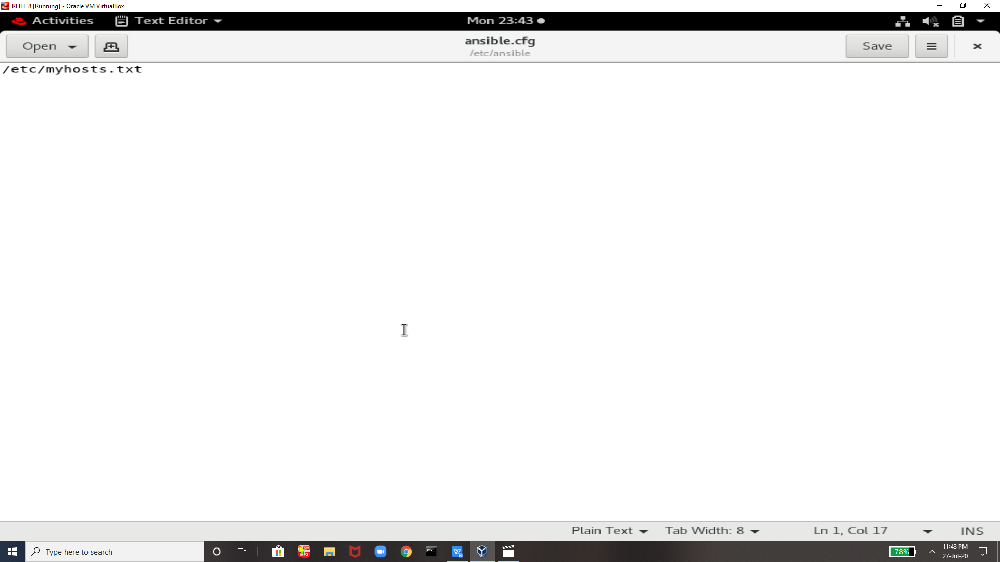 RHEL 8 [Running] - Oracle VM VirtualBox
Activities Text Editor Mon 23:43
Open ansible.cfg Save
/etc/ansible
/etc/myhosts.txt
Plain Text Tab Width: 8 Ln 1, Col 17 INS
Type here to search 78% 11:43 PM
27-Jul-20